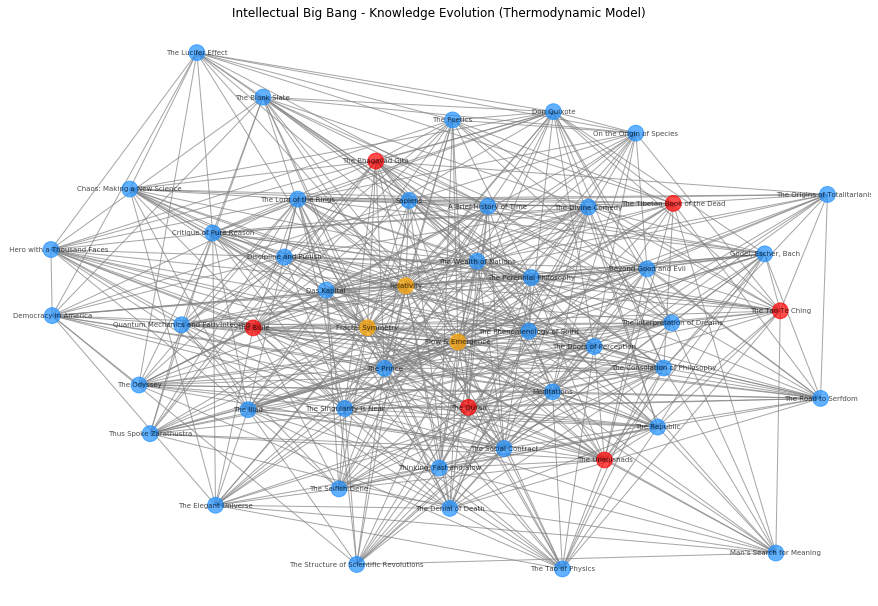 Intellectual Big Bang - Knowledge Evolution (Thermodynamic Model)
The Lucifer Effect
The Blank Slate
Don Quixote
The Poetics
On the Origin of Species
The Bhagavad Gita
Chaos: Making a New Science
The Origins of Totalitarianis
The Lord of the Rings
Sapiens
A Brief History of Time
The Divine Comedy
The Tibetan Book of the Dead
Critique of Pure Reason
Hero with a Thousand Faces
Discipline and Punish
Gödel, Escher, Bach
The Wealth of Nations
Beyond Good and Evil
The Perennial Philosophy
Relativity
Das Kapital
Democracy in America
The Tao Te Ching
Quantum Mechanics and Path Integrals
The Bible
Fractal Symmetry
The Interpretation of Dreams
The Phenomenology of Spirit
Flow & Emergence
The Doors of Perception
The Prince
The Consolation of Philosophy
The Odyssey
Meditations
The Road to Serfdom
The Iliad
The Singularity Is Near
The Quran
Thus Spoke Zarathustra
The Republic
The Social Contract
The Upanishads
Thinking, Fast and Slow
The Selfish Gene
The Elegant Universe
The Denial of Death
Man's Search for Meaning
The Structure of Scientific Revolutions
The Tao of Physics